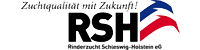 Zuchtqualität mit Zukunft!
RSH
Rinderzucht Schleswig-Holstein eG